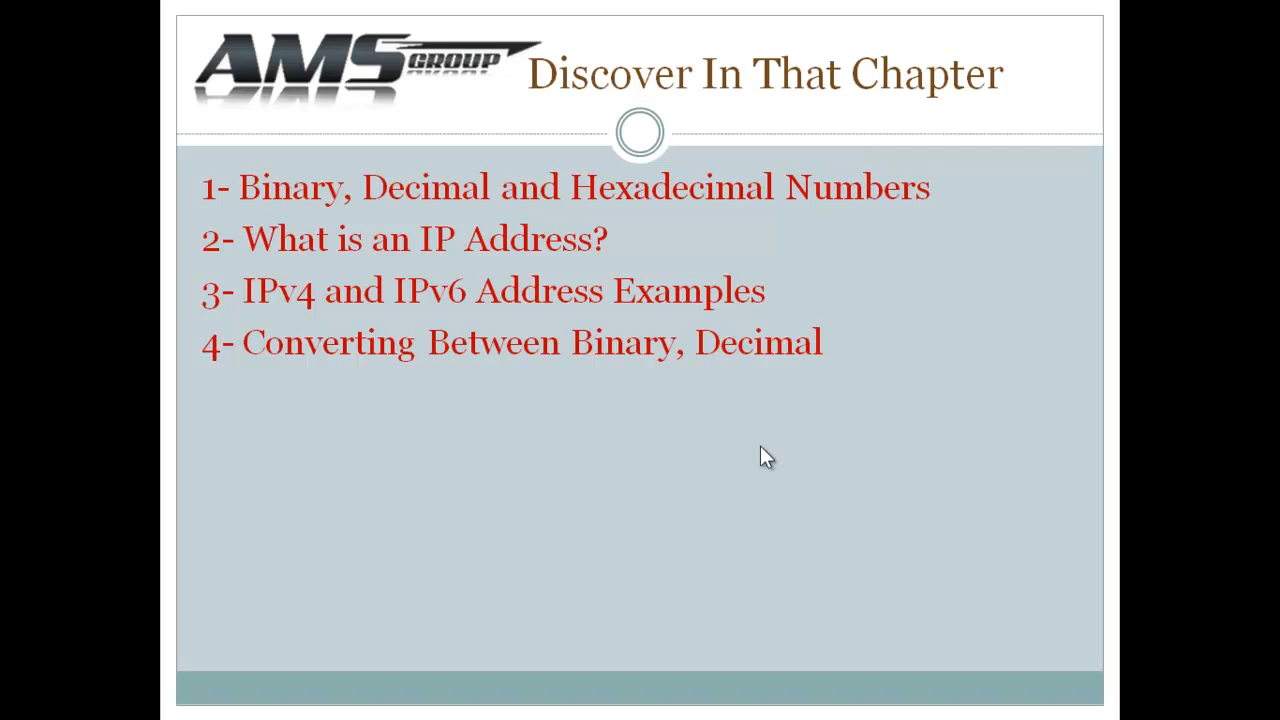 AMS GROUP
Discover In That Chapter
1- Binary, Decimal and Hexadecimal Numbers
2- What is an IP Address?
3- IPv4 and IPv6 Address Examples
4- Converting Between Binary, Decimal